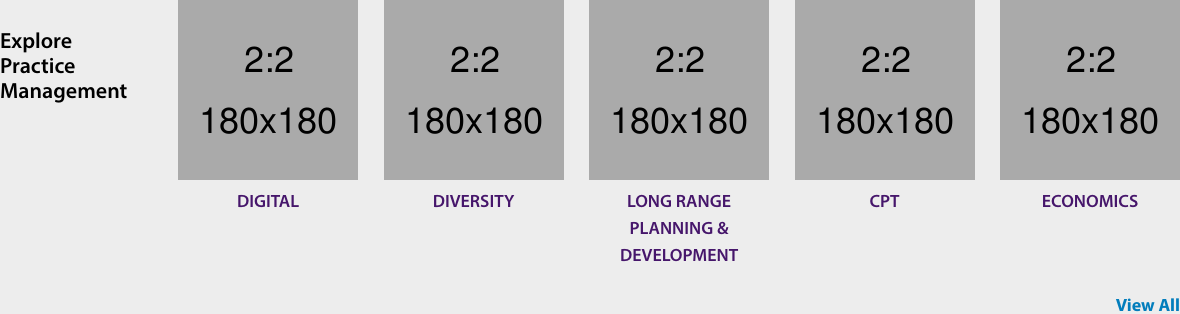 Explore
Practice
Management
2:2
180x180
DIGITAL
2:2
180x180
DIVERSITY
2:2
180x180
LONG RANGE
PLANNING &
DEVELOPMENT
2:2
180x180
CPT
2:2
180x180
ECONOMICS
View All